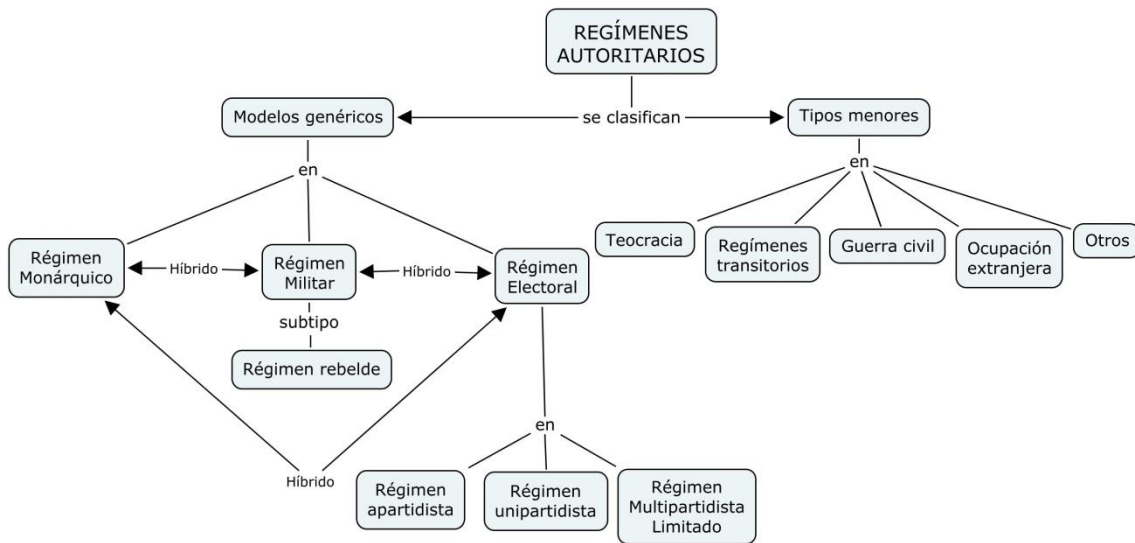 REGÍMENES
AUTORITARIOS
Modelos genéricos
se clasifican
Tipos menores
en
en
Teocracia
Regímenes
transitorios
Guerra civil
Ocupación
extranjera
Otros
Régimen
Monárquico
Híbrido
Régimen
Militar
Híbrido
Régimen
Electoral
subtipo
Régimen rebelde
en
Híbrido
Régimen
apartidista
Régimen
unipartidista
Régimen
Multipartidista
Limitado